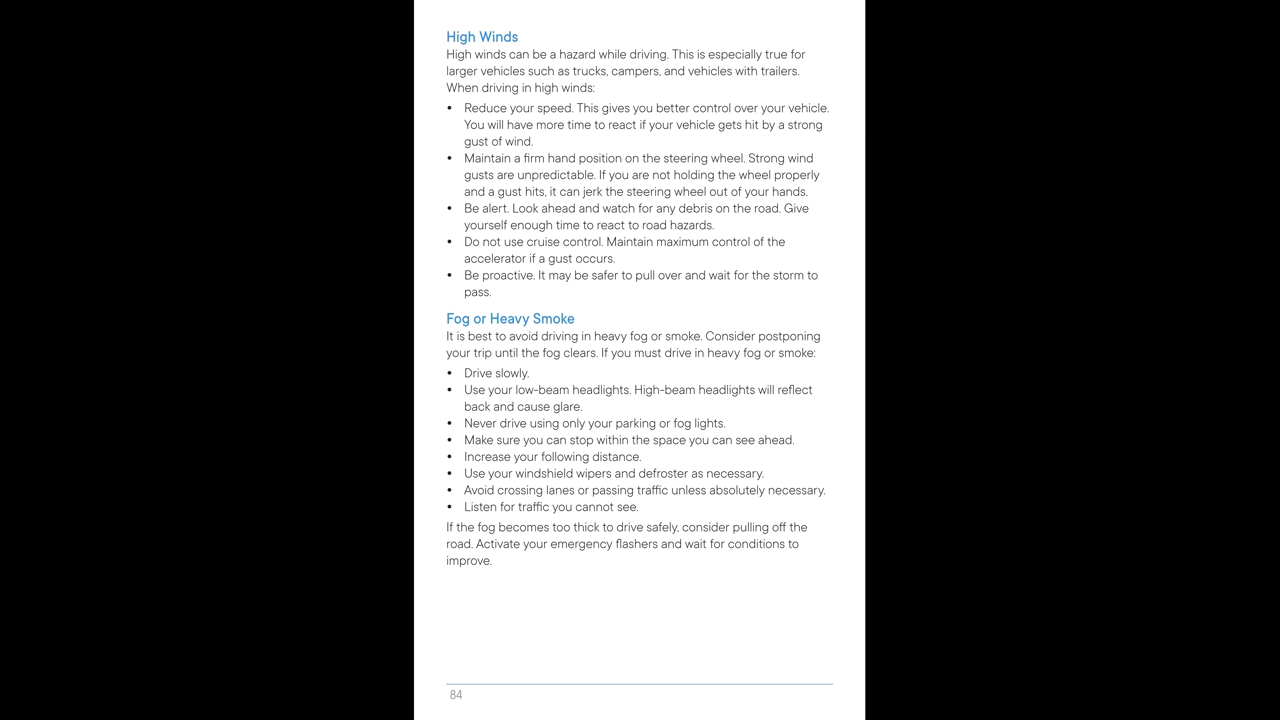 High Winds
High winds can be a hazard while driving. This is especially true for
larger vehicles such as trucks, campers, and vehicles with trailers.
When driving in high winds:
• Reduce your speed. This gives you better control over your vehicle.
You will have more time to react if your vehicle gets hit by a strong
gust of wind.
• Maintain a firm hand position on the steering wheel. Strong wind
gusts are unpredictable. If you are not holding the wheel properly
and a gust hits, it can jerk the steering wheel out of your hands.
• Be alert. Look ahead and watch for any debris on the road. Give
yourself enough time to react to road hazards.
• Do not use cruise control. Maintain maximum control of the
accelerator if a gust occurs.
• Be proactive. It may be safer to pull over and wait for the storm to
pass.
Fog or Heavy Smoke
It is best to avoid driving in heavy fog or smoke. Consider postponing
your trip until the fog clears. If you must drive in heavy fog or smoke:
• Drive slowly.
• Use your low-beam headlights. High-beam headlights will reflect
back and cause glare.
• Never drive using only your parking or fog lights.
• Make sure you can stop within the space you can see ahead.
• Increase your following distance.
• Use your windshield wipers and defroster as necessary.
• Avoid crossing lanes or passing traffic unless absolutely necessary.
• Listen for traffic you cannot see.
If the fog becomes too thick to drive safely, consider pulling off the
road. Activate your emergency flashers and wait for conditions to
improve.
84